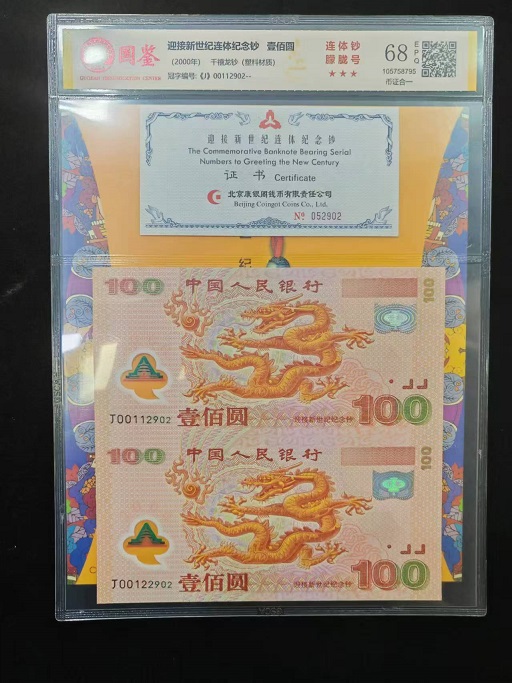 國鉴
迎接新世纪连体纪念钞 壹佰圆
(2000年) 千禧龙钞 (塑料材质)
冠字编号: (J) 00112902--
连体钞
朦胧号
★★★
68
EPQ
105758795
币证合一
迎接新世纪连体纪念钞
The Commemorative Banknote Bearing Serial
Numbers to Greeting the New Century
证 书 Certificate
北京康银阁钱币有限责任公司
Beijing Coingot Coins Co., Ltd.
№ 052902
纪
100 中国人民银行
100
J00112902 壹佰圆 迎接新世纪纪念钞 100
100 中国人民银行
100
J00122902 壹佰圆 迎接新世纪纪念钞 100